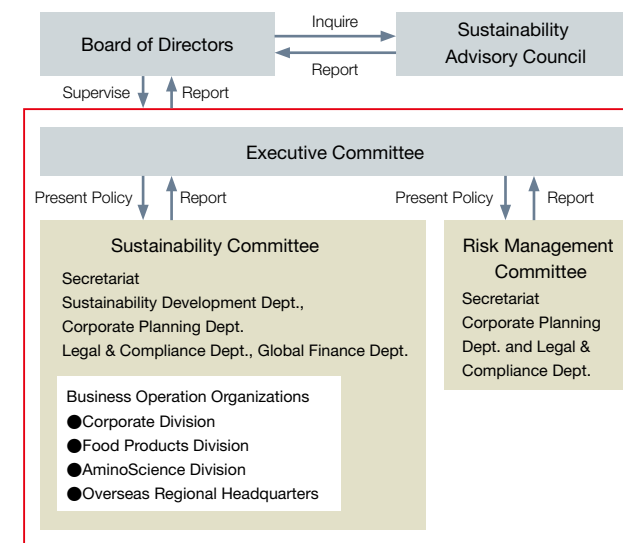 Board of Directors
Inquire
Report
Sustainability
Advisory Council
Supervise
Report
Executive Committee
Present Policy
Report
Present Policy
Report
Sustainability Committee
Secretariat
Sustainability Development Dept.,
Corporate Planning Dept.
Legal & Compliance Dept., Global Finance Dept.
Business Operation Organizations
●Corporate Division
●Food Products Division
●AminoScience Division
●Overseas Regional Headquarters
Risk Management
Committee
Secretariat
Corporate Planning
Dept. and Legal &
Compliance Dept.